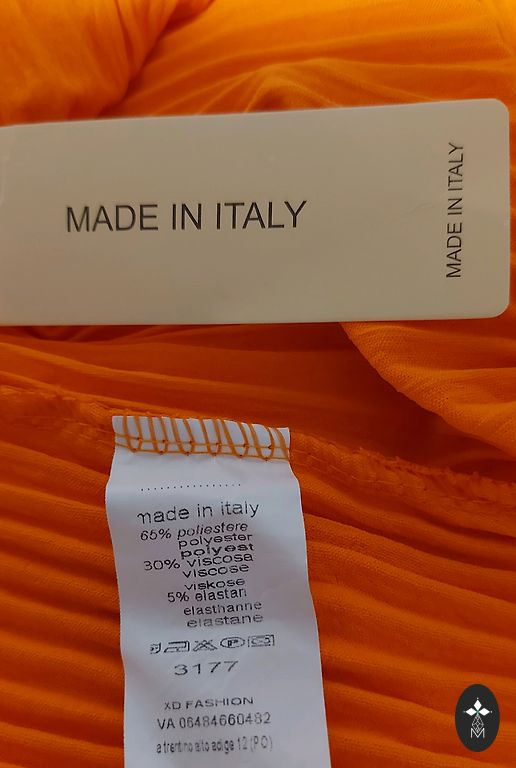 MADE IN ITALY
MADE IN ITALY
made in italy
65% poliestere
polyester
polyest
30% viscosa
viscose
viskose
5% elastan
elasthanne
elastane
3177
XD FASHION
VA 06484660482
a trentino alto adige 12 (PO)
M